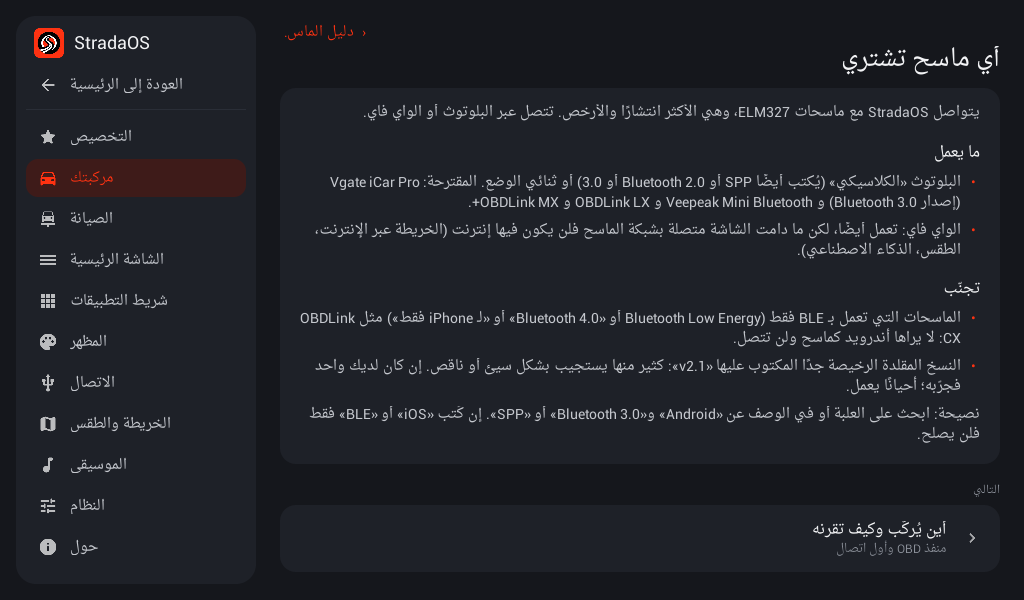 StradaOS
العودة إلى الرئيسية
التخصيص
مركبتك
الصيانة
الشاشة الرئيسية
شريط التطبيقات
المظهر
الاتصال
الخريطة والطقس
الموسيقى
النظام
حول
‹ دليل الماسح.
أي ماسح تشتري
يتواصل StradaOS مع ماسحات ELM327، وهي الأكثر انتشارًا والأرخص. تتصل عبر البلوتوث أو الواي فاي.
ما يعمل
• البلوتوث «الكلاسيكي» (يُكتب أيضًا SPP أو Bluetooth 2.0 أو 3.0) أو ثنائي الوضع. المقترحة: Vgate iCar Pro
(إصدار Bluetooth 3.0) و Veepeak Mini Bluetooth و OBDLink LX و OBDLink MX+.
• الواي فاي: تعمل أيضًا، لكن ما دامت الشاشة متصلة بشبكة الماسح فلن يكون فيها إنترنت (الخريطة عبر الإنترنت،
الطقس، الذكاء الاصطناعي).
تجنّب
• الماسحات التي تعمل بـ BLE فقط (Bluetooth Low Energy أو «Bluetooth 4.0» أو «لـ iPhone فقط») مثل OBDLink
CX: لا يراها أندرويد كماسح ولن تتصل.
• النسخ المقلدة الرخيصة جدًا المكتوب عليها «v2.1»: كثير منها يستجيب بشكل سيئ أو ناقص. إن كان لديك واحد
فجرّبه؛ أحيانًا يعمل.
نصيحة: ابحث على العلبة أو في الوصف عن «Android» و«Bluetooth 3.0» أو «SPP». إن كُتب «iOS» أو «BLE» فقط
فلن يصلح.
التالي
أين يُركّب وكيف تقرنه
منفذ OBD وأول اتصال